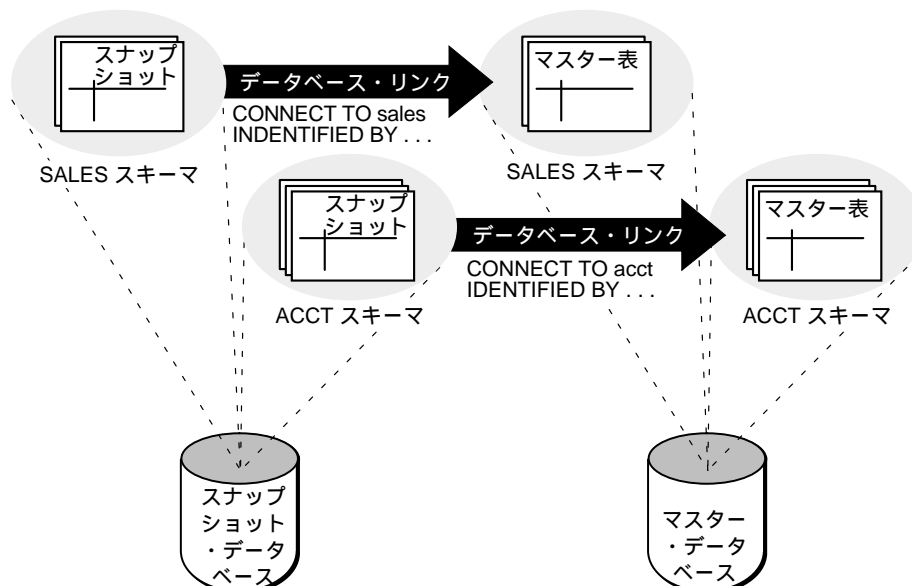 スナップ
ショット
データベース・リンク
マスター表
CONNECT TO sales
INDENTIFIED BY . . .
SALES スキーマ
SALES スキーマ
スナップ
ショット
データベース・リンク
マスター表
CONNECT TO acct
IDENTIFIED BY . . .
ACCT スキーマ
ACCT スキーマ
スナップ
ショット
・データ
ベース
マスター
・データ
ベース